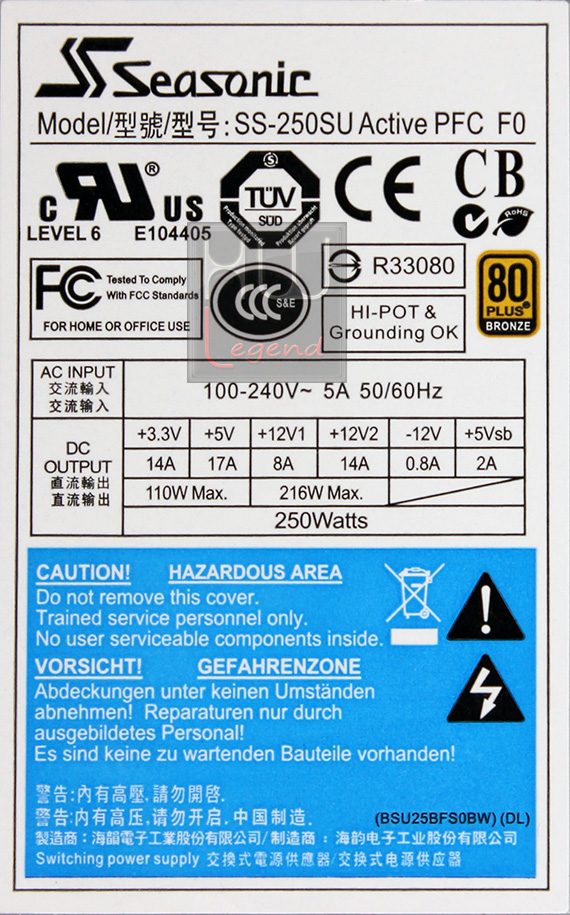 Seasonic
Model/型號/型号: SS-250SU Active PFC F0
c RU ® US
LEVEL 6 E104405
S
TÜV
SÜD
CE
CB
RoHS
FC Tested To Comply
With FCC Standards
FOR HOME OR OFFICE USE
CCC S&E
Legend
R33080
HI-POT &
Grounding OK
80
PLUS®
BRONZE
AC INPUT
交流輸入
交流输入
100-240V~ 5A 50/60Hz
DC
OUTPUT
直流輸出
直流输出
+3.3V +5V +12V1 +12V2 -12V +5Vsb
14A 17A 8A 14A 0.8A 2A
110W Max. 216W Max.
250Watts
CAUTION! HAZARDOUS AREA
Do not remove this cover.
Trained service personnel only.
No user serviceable components inside.
VORSICHT! GEFAHRENZONE
Abdeckungen unter keinen Umständen
abnehmen! Reparaturen nur durch
ausgebildetes Personal!
Es sind keine zu wartenden Bauteile vorhanden!
警告:內有高壓,請勿開啓.
警告:内有高压,请勿开启.中国制造.
(BSU25BFS0BW) (DL)
製造商：海韻電子工業股份有限公司/制造商：海韵电子工业股份有限公司
Switching power supply 交換式電源供應器/交换式电源供应器